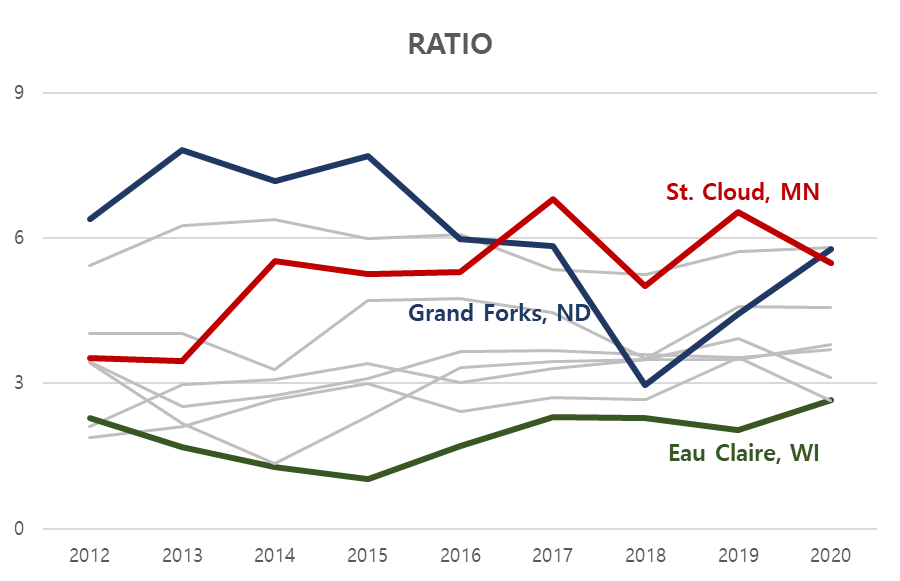 RATIO
9
St. Cloud, MN
6
Grand Forks, ND
3
Eau Claire, WI
0
2012 2013 2014 2015 2016 2017 2018 2019 2020